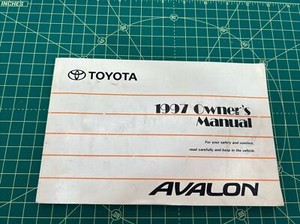 INCHES
TOYOTA
1997 Owner's
Manual
For your safety and comfort,
read carefully and keep in the vehicle.
AVALON